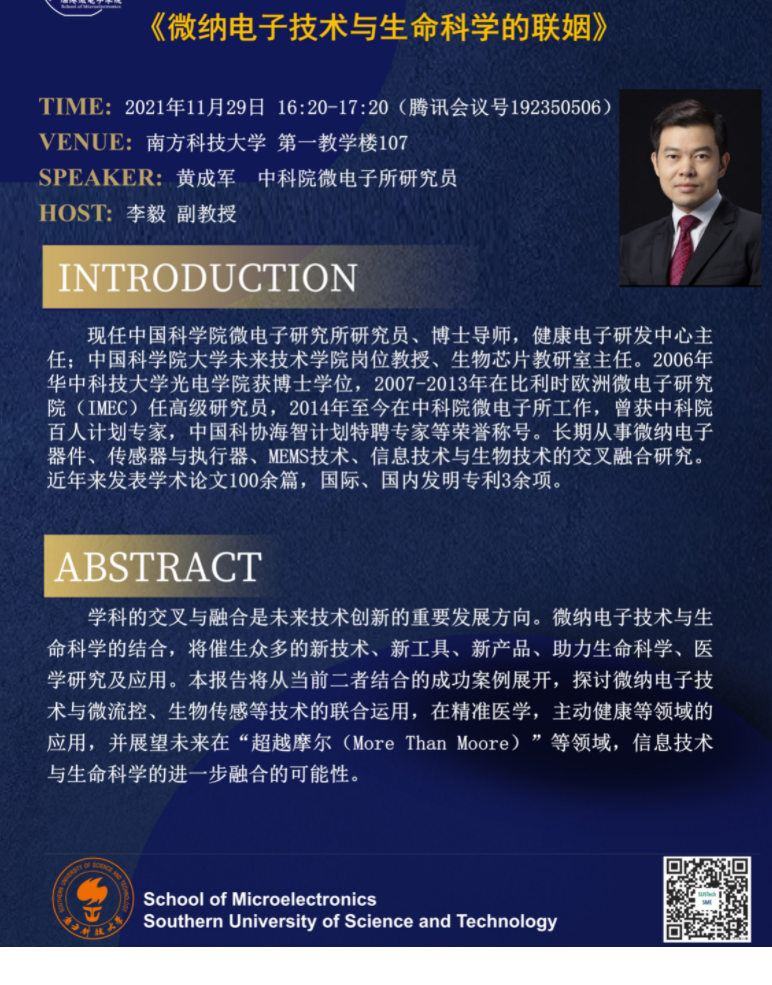 School of Microelectronics
《微纳电子技术与生命科学的联姻》
TIME: 2021年11月29日 16:20-17:20（腾讯会议号192350506）
VENUE: 南方科技大学 第一教学楼107
SPEAKER: 黄成军 中科院微电子所研究员
HOST: 李毅 副教授
INTRODUCTION
现任中国科学院微电子研究所研究员、博士导师，健康电子研发中心主
任；中国科学院大学未来技术学院岗位教授、生物芯片教研室主任。2006年
华中科技大学光电学院获博士学位，2007-2013年在比利时欧洲微电子研究
院（IMEC）任高级研究员，2014年至今在中科院微电子所工作，曾获中科院
百人计划专家，中国科协海智计划特聘专家等荣誉称号。长期从事微纳电子
器件、传感器与执行器、MEMS技术、信息技术与生物技术的交叉融合研究。
近年来发表学术论文100余篇，国际、国内发明专利3余项。
ABSTRACT
学科的交叉与融合是未来技术创新的重要发展方向。微纳电子技术与生
命科学的结合，将催生众多的新技术、新工具、新产品、助力生命科学、医
学研究及应用。本报告将从当前二者结合的成功案例展开，探讨微纳电子技
术与微流控、生物传感等技术的联合运用，在精准医学，主动健康等领域的
应用，并展望未来在“超越摩尔（More Than Moore）”等领域，信息技术
与生命科学的进一步融合的可能性。
SOUTHERN UNIVERSITY OF SCIENCE AND TECHNOLOGY
南方科技大学
School of Microelectronics
Southern University of Science and Technology
SUSTech
SME